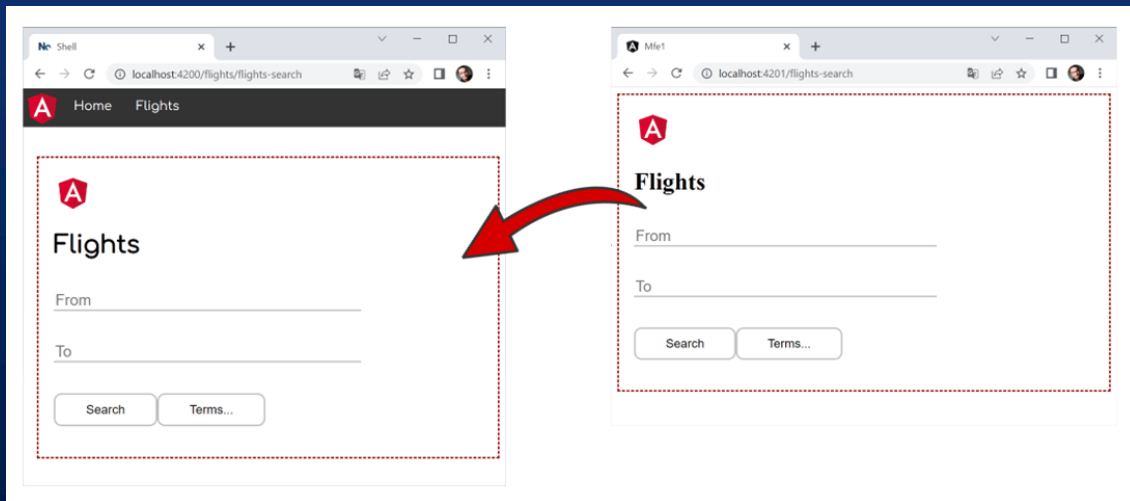 Shell
localhost:4200/flights/flights-search
Home Flights
Flights
From
To
Search Terms...
Mfe1
localhost:4201/flights-search
Flights
From
To
Search Terms...